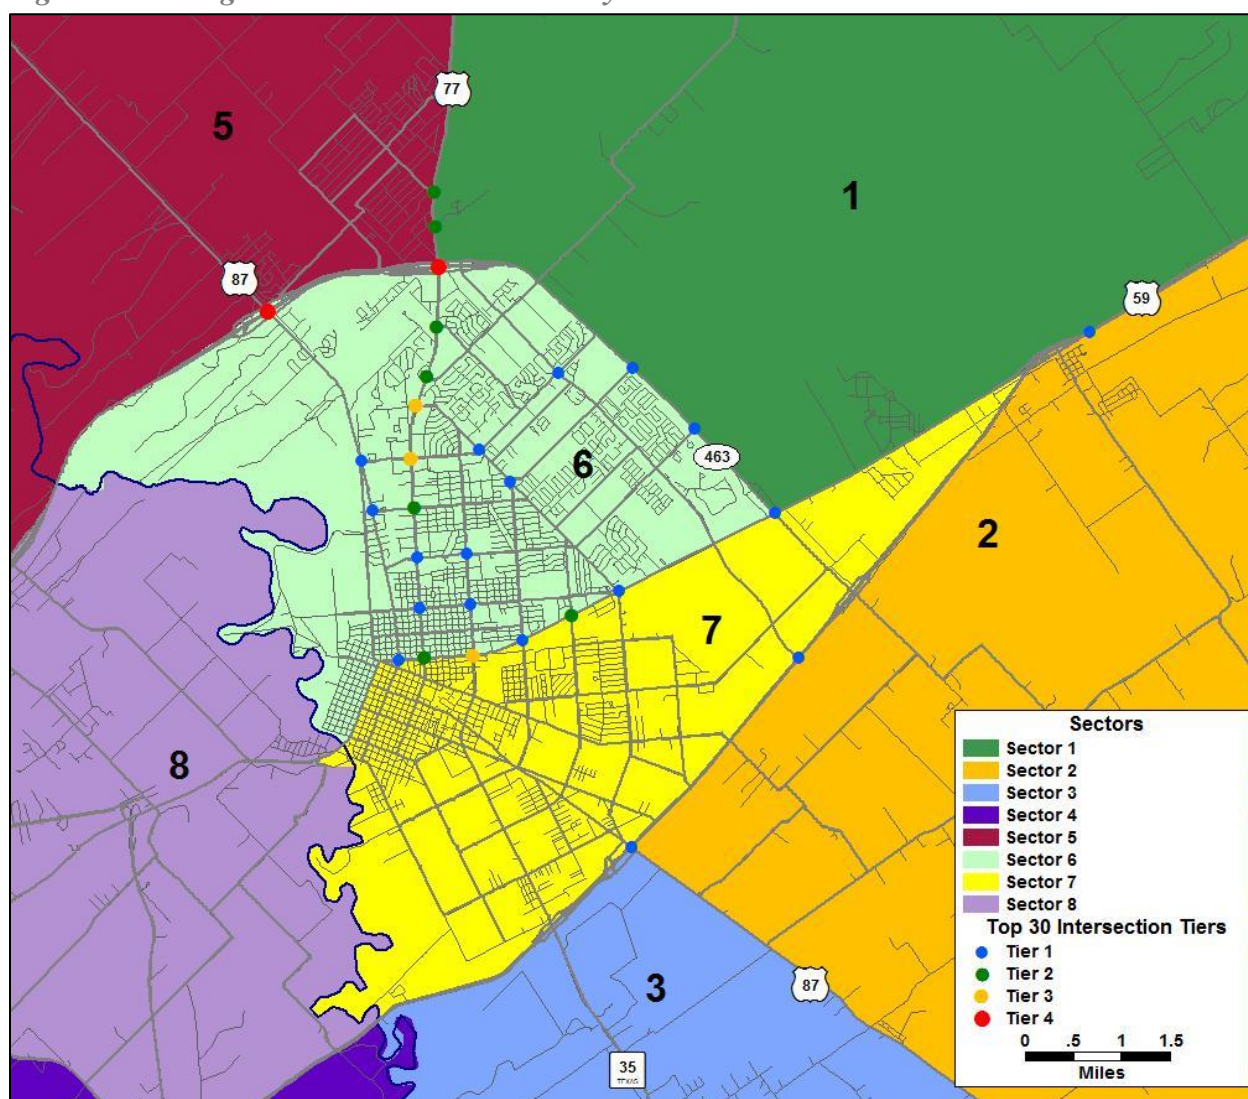 77
5
1
87
59
463
6
2
7
8
3
87
35
TEXAS
Sectors
Sector 1
Sector 2
Sector 3
Sector 4
Sector 5
Sector 6
Sector 7
Sector 8
Top 30 Intersection Tiers
Tier 1
Tier 2
Tier 3
Tier 4
0 .5 1 1.5
Miles